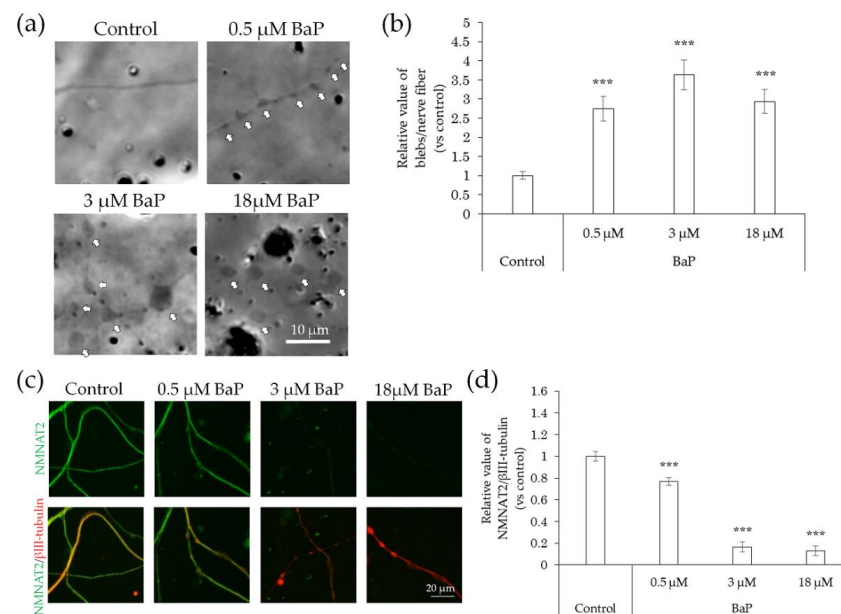 (a)
Control
0.5 μM BaP
3 μM BaP
18μM BaP
10 μm
(b)
Relative value of
blebs/nerve fiber
(vs control)
5
4.5
4
3.5
3
2.5
2
1.5
1
0.5
0
***
***
***
0.5 μM
3 μM
18 μM
Control
BaP
(c)
Control
0.5 μM BaP
3 μM BaP
18μM BaP
NMNAT2
NMNAT2/βIII-tubulin
20 μm
(d)
Relative value of
NMNAT2/βIII-tubulin
(vs control)
1.6
1.4
1.2
1
0.8
0.6
0.4
0.2
0
***
***
***
0.5 μM
3 μM
18 μM
Control
BaP